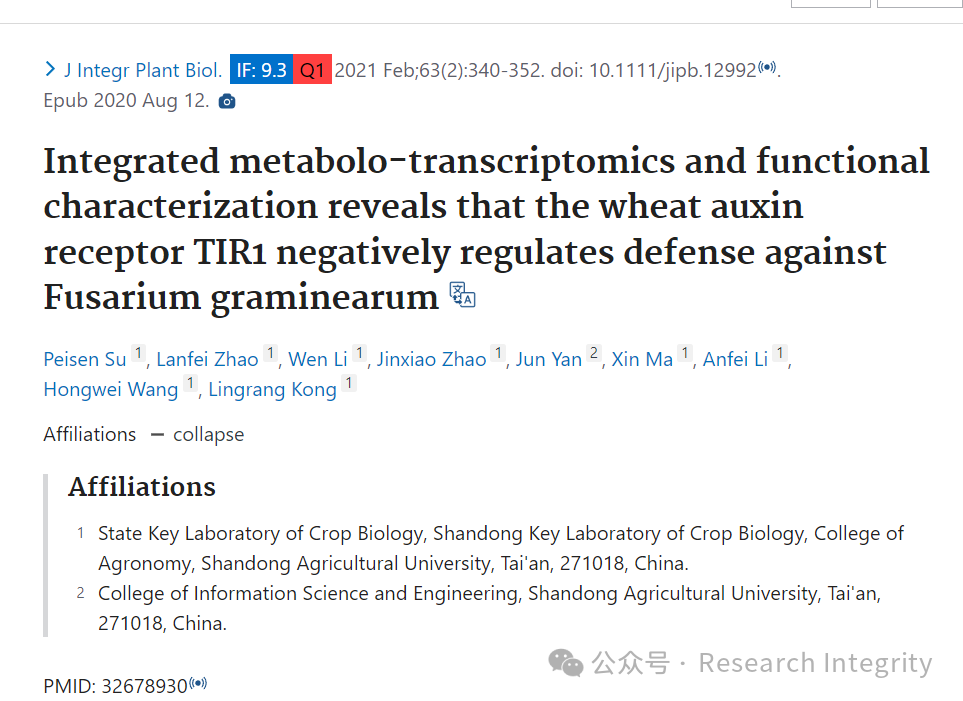 J Integr Plant Biol. IF: 9.3 Q1 2021 Feb;63(2):340-352. doi: 10.1111/jipb.12992.
Epub 2020 Aug 12.
Integrated metabolo-transcriptomics and functional
characterization reveals that the wheat auxin
receptor TIR1 negatively regulates defense against
Fusarium graminearum 文A
Peisen Su 1, Lanfei Zhao 1, Wen Li 1, Jinxiao Zhao 1, Jun Yan 2, Xin Ma 1, Anfei Li 1,
Hongwei Wang 1, Lingrang Kong 1
Affiliations — collapse
Affiliations
1 State Key Laboratory of Crop Biology, Shandong Key Laboratory of Crop Biology, College of
Agronomy, Shandong Agricultural University, Tai'an, 271018, China.
2 College of Information Science and Engineering, Shandong Agricultural University, Tai'an,
271018, China.
公众号 · Research Integrity
PMID: 32678930